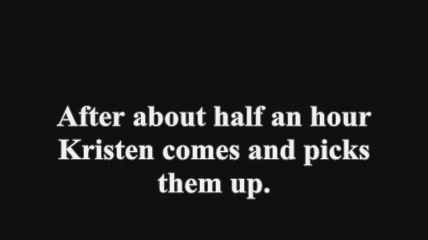 After about half an hour
Kristen comes and picks
them up.